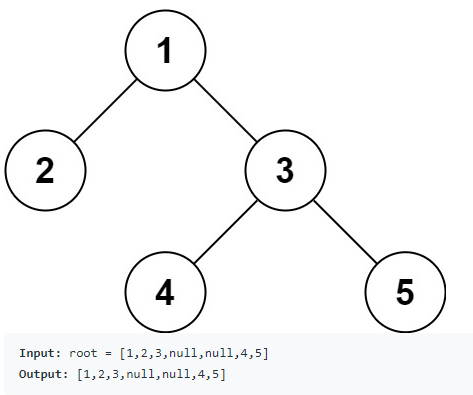 1
2 3
4 5
Input: root = [1,2,3,null,null,4,5]
Output: [1,2,3,null,null,4,5]